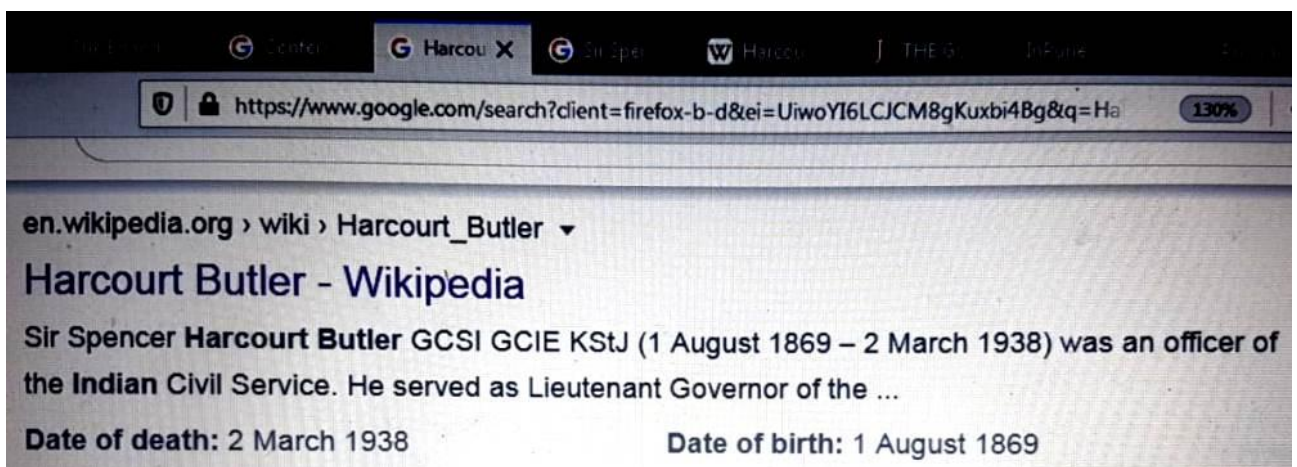 Harcou
Harcou
THE G
https://www.google.com/search?client=firefox-b-d&ei=UiwoYI6LCJCM8gKuxbi4Bg&q=Ha 130%
en.wikipedia.org › wiki › Harcourt_Butler
Harcourt Butler - Wikipedia
Sir Spencer Harcourt Butler GCSI GCIE KStJ (1 August 1869 – 2 March 1938) was an officer of
the Indian Civil Service. He served as Lieutenant Governor of the ...
Date of death: 2 March 1938 Date of birth: 1 August 1869